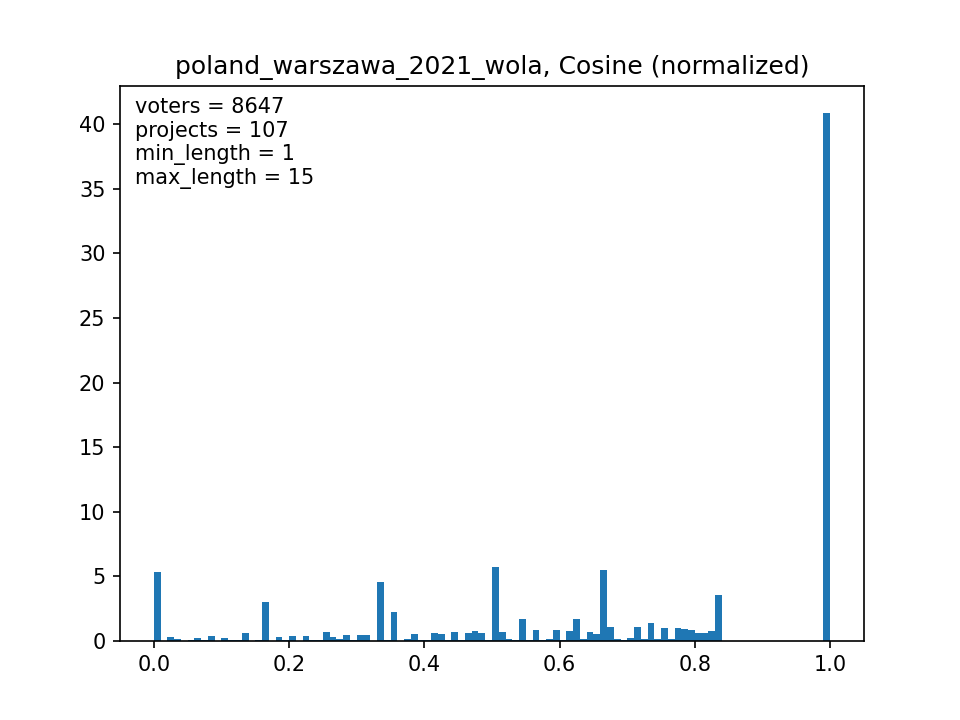 poland_warszawa_2021_wola, Cosine (normalized)
voters = 8647
projects = 107
min_length = 1
max_length = 15
40
35
30
25
20
15
10
5
0
0.0 0.2 0.4 0.6 0.8 1.0